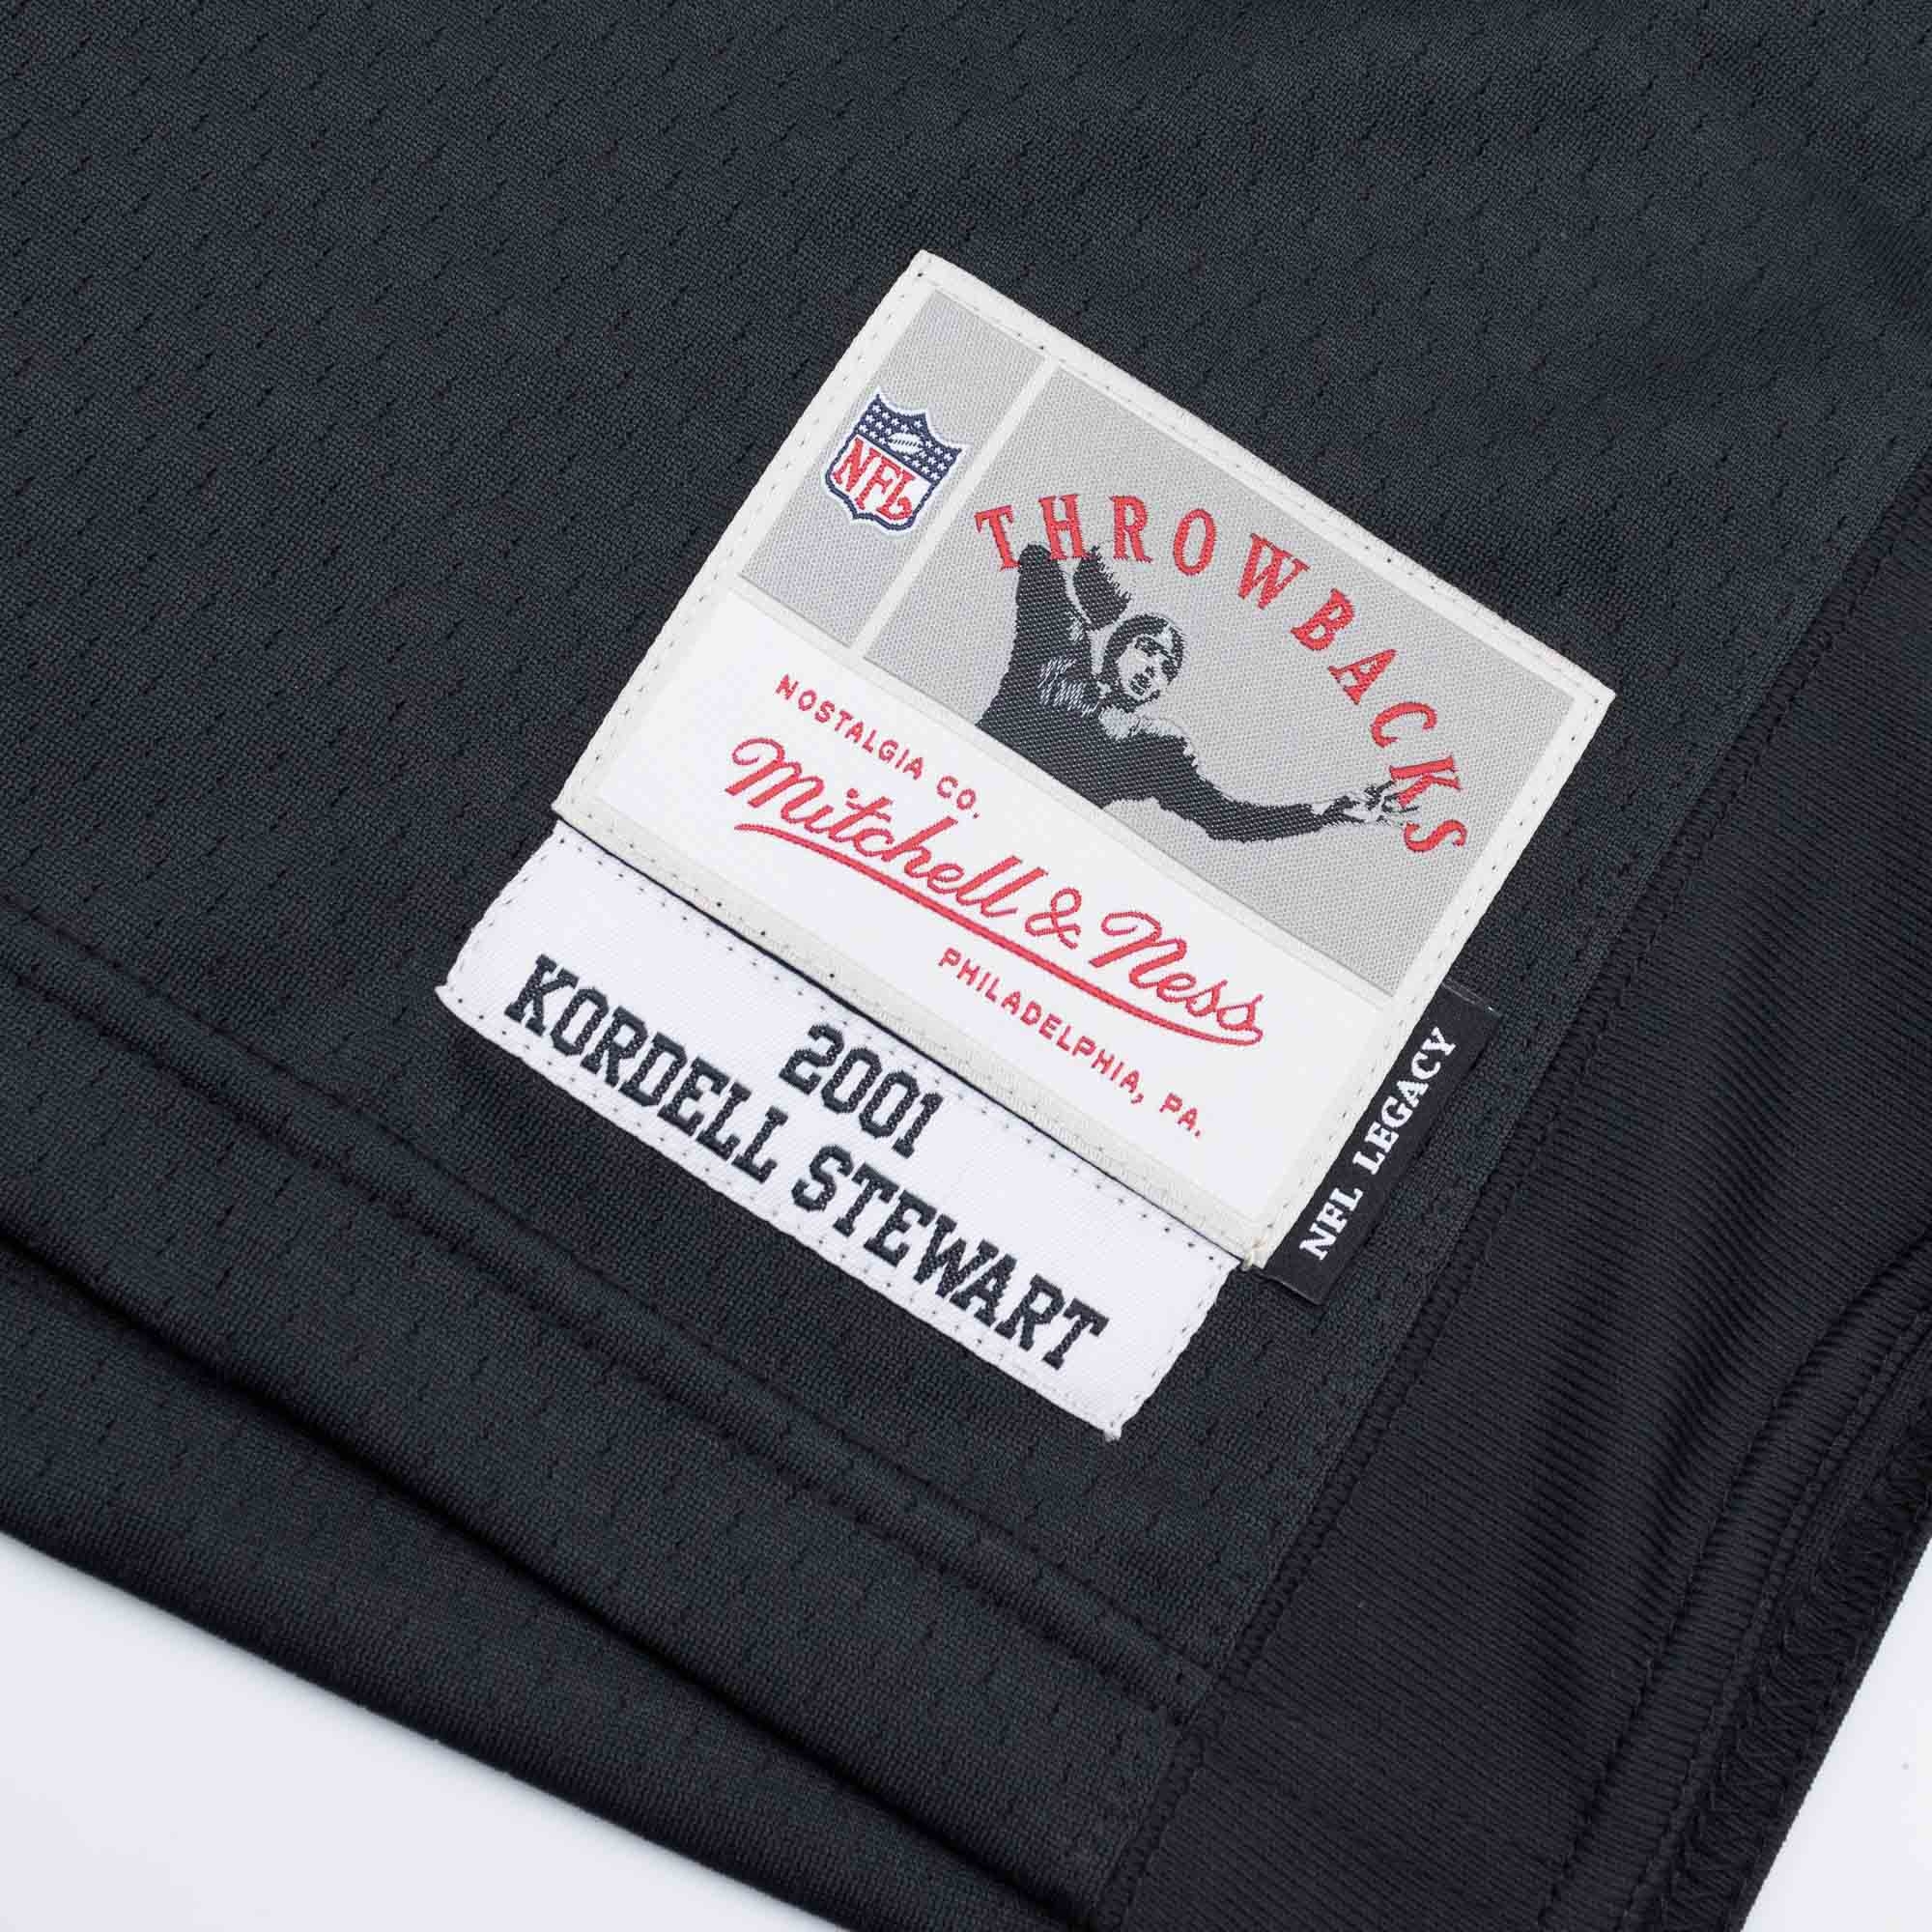 NFL
THROWBACKS
NOSTALGIA CO.
Mitchell & Ness
PHILADELPHIA, PA.
2001
KORDELL STEWART
NFL LEGACY